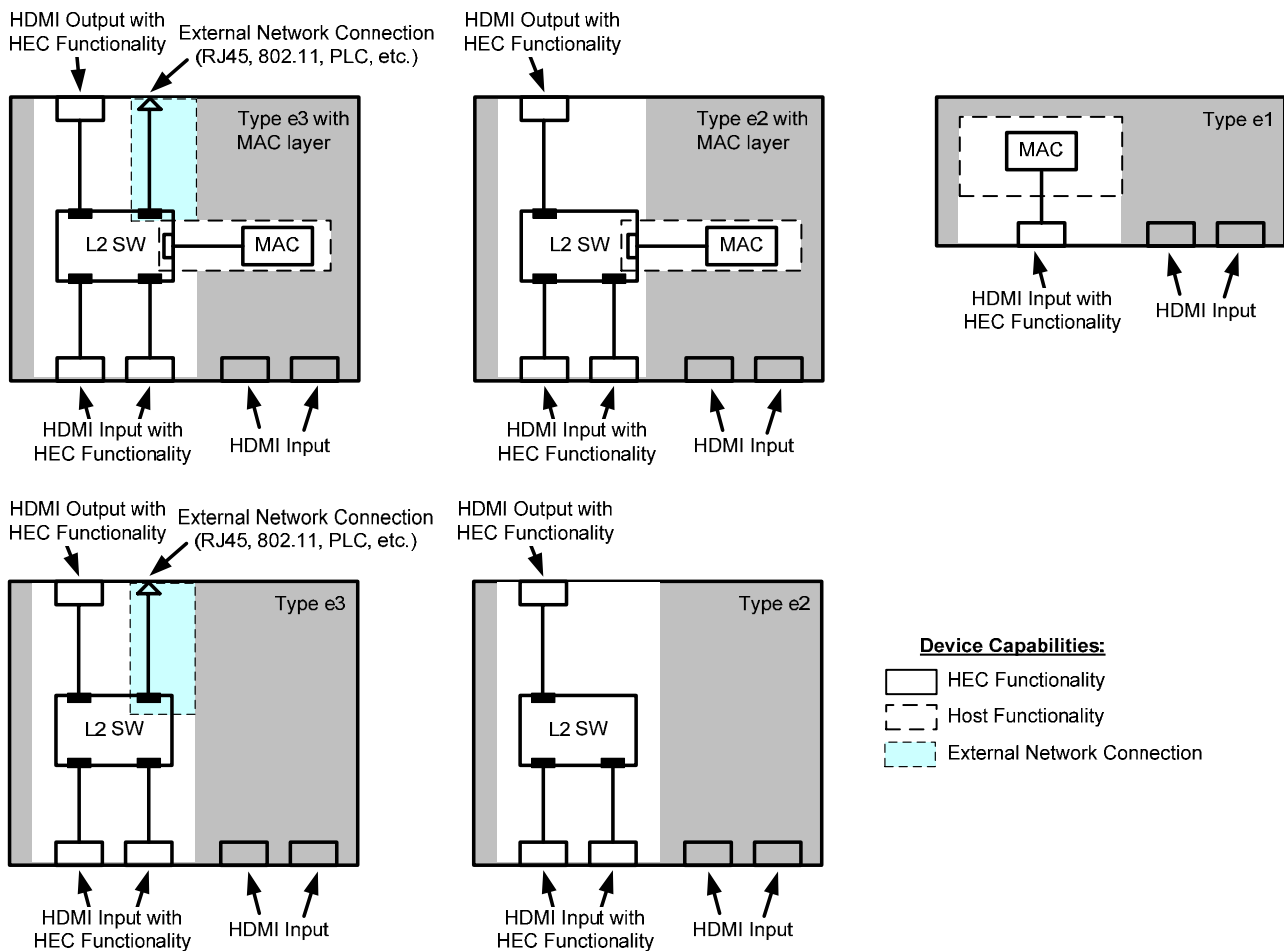 HDMI Output with
HEC Functionality
External Network Connection
(RJ45, 802.11, PLC, etc.)
Type e3 with
MAC layer
L2 SW
MAC
HDMI Input with
HEC Functionality
HDMI Input
HDMI Output with
HEC Functionality
Type e2 with
MAC layer
L2 SW
MAC
HDMI Input with
HEC Functionality
HDMI Input
Type e1
MAC
HDMI Input with
HEC Functionality
HDMI Input
HDMI Output with
HEC Functionality
External Network Connection
(RJ45, 802.11, PLC, etc.)
Type e3
L2 SW
HDMI Input with
HEC Functionality
HDMI Input
HDMI Output with
HEC Functionality
Type e2
L2 SW
HDMI Input with
HEC Functionality
HDMI Input
Device Capabilities:
HEC Functionality
Host Functionality
External Network Connection